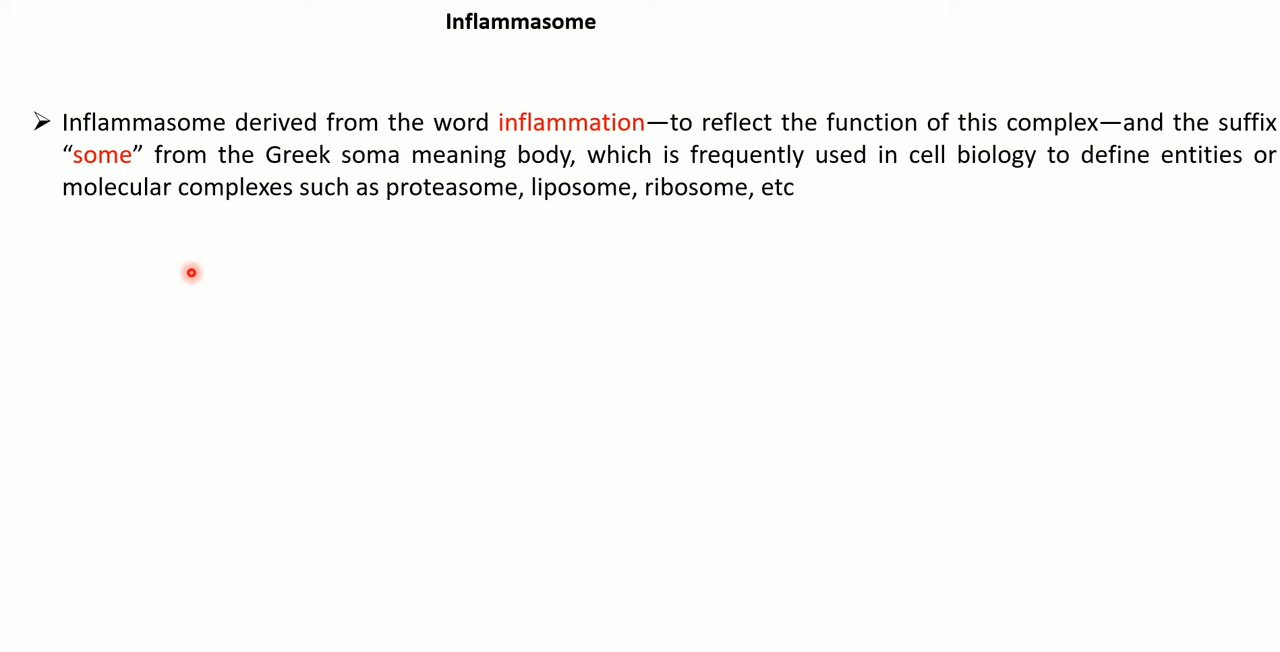 Inflammasome
➤ Inflammasome derived from the word inflammation—to reflect the function of this complex—and the suffix
“some” from the Greek soma meaning body, which is frequently used in cell biology to define entities or
molecular complexes such as proteasome, liposome, ribosome, etc